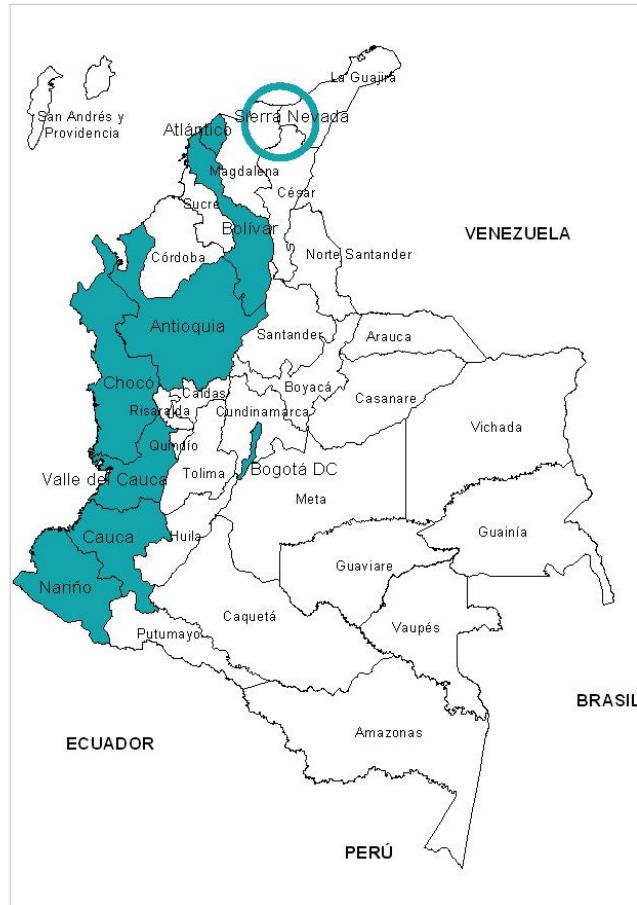 La Guajira
San Andrés y
Providencia
Sierra Nevada
Atlántico
Magdalena
César
Sucre
Bolívar
VENEZUELA
Córdoba
Norte Santander
Antioquia
Santander
Arauca
Chocó
Caldas
Boyacá
Casanare
Risaralda
Cundinamarca
Vichada
Quindío
Valle del Cauca
Tolima
Bogotá DC
Meta
Cauca
Huila
Guainía
Guaviare
Nariño
Caquetá
Vaupés
Putumayo
BRASIL
Amazonas
ECUADOR
PERÚ